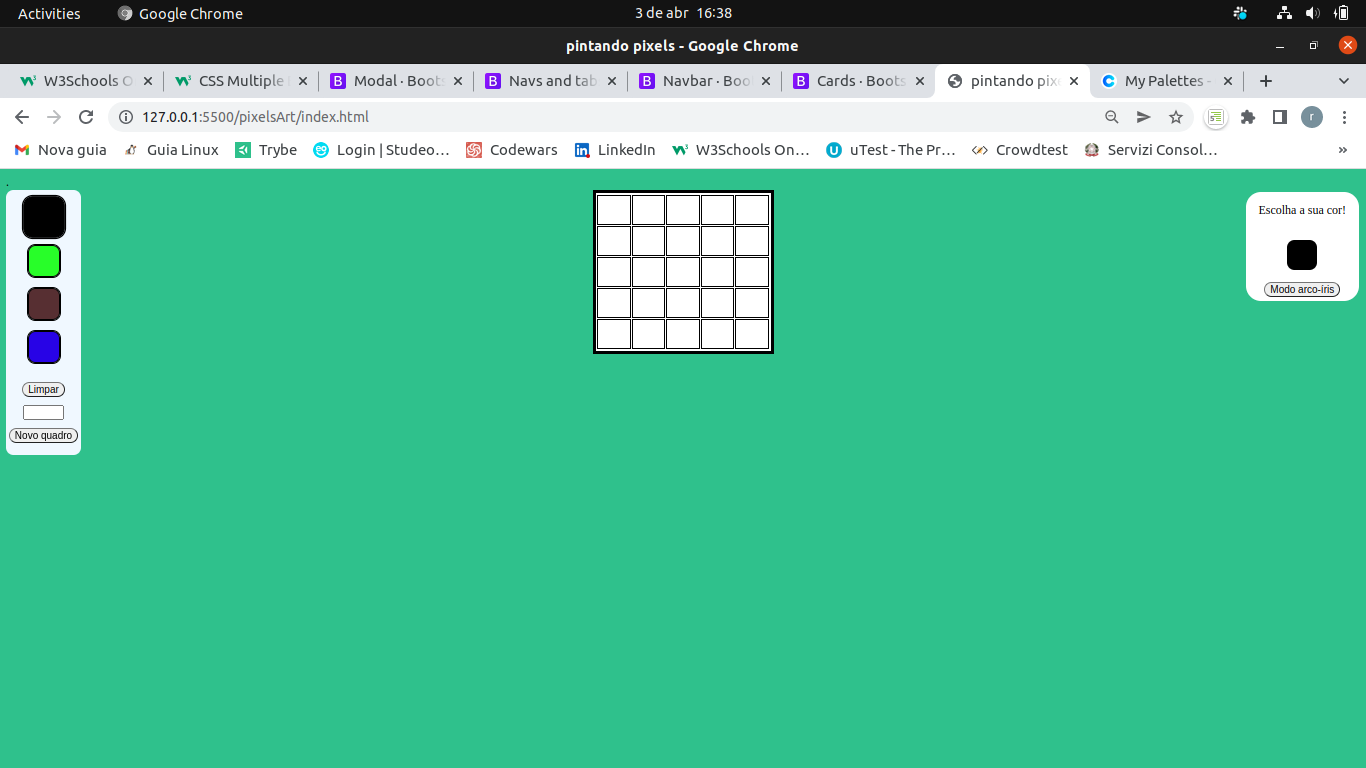 Activities Google Chrome 3 de abr 16:38
pintando pixels - Google Chrome
W3Schools O CSS Multiple Modal · Boots Navs and tab Navbar · Boo Cards · Boots pintando pix My Palettes -
127.0.0.1:5500/pixelsArt/index.html r
Nova guia Guia Linux Trybe Login | Studeo… Codewars LinkedIn W3Schools On… uTest - The Pr… Crowdtest Servizi Consol… »
.
Escolha a sua cor!
Modo arco-íris
Limpar
Novo quadro